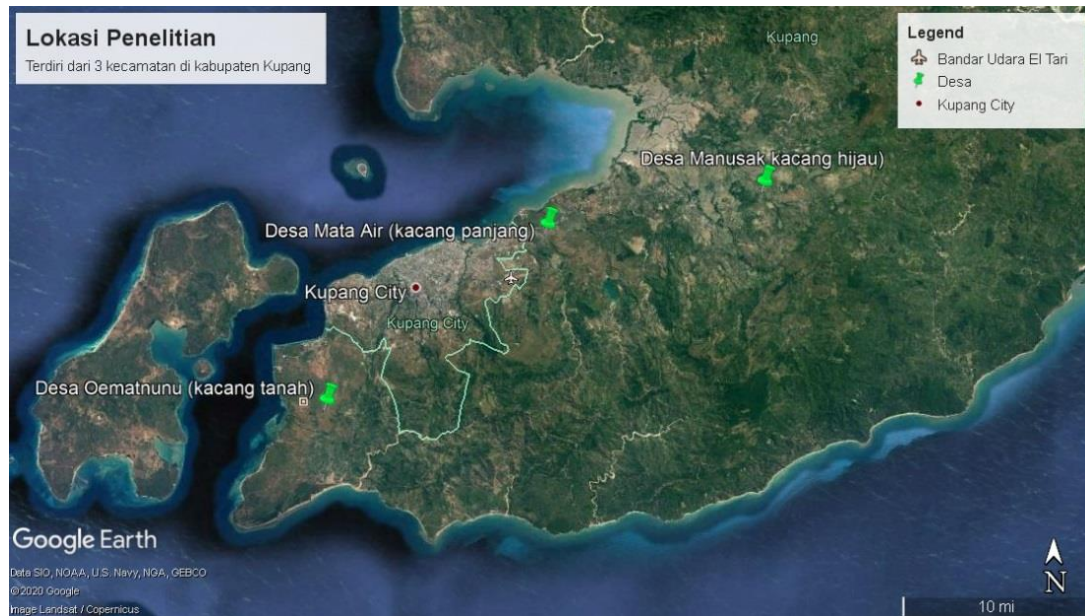 Lokasi Penelitian
Terdiri dari 3 kecamatan di kabupaten Kupang
Kupang
Legend
Bandar Udara El Tari
Desa
Kupang City
Desa Manusak kacang hijau)
Desa Mata Air (kacang panjang)
Kupang City
Kupang City
Desa Oematnunu (kacang tanah)
Google Earth
Data SIO, NOAA, U.S. Navy, NGA, GEBCO
©2020 Google
Image Landsat / Copernicus
N
10 mi